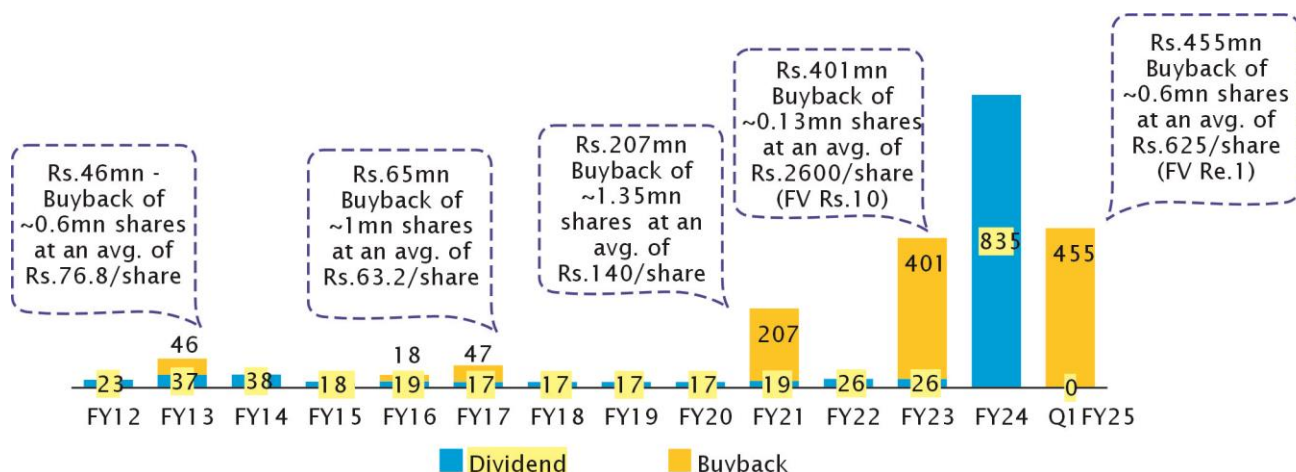 Rs.46mn -
Buyback of
~0.6mn shares
at an avg. of
Rs.76.8/share
Rs.65mn
Buyback of
~1mn shares
at an avg. of
Rs.63.2/share
Rs.207mn
Buyback of
~1.35mn
shares at an
avg. of
Rs.140/share
Rs.401mn
Buyback of
~0.13mn shares
at an avg. of
Rs.2600/share
(FV Rs.10)
Rs.455mn
Buyback of
~0.6mn shares
at an avg. of
Rs.625/share
(FV Re.1)
46 18 47 207 401 455
23 37 38 18 19 17 17 17 17 19 26 26 835 0
FY12 FY13 FY14 FY15 FY16 FY17 FY18 FY19 FY20 FY21 FY22 FY23 FY24 Q1FY25
Dividend Buyback